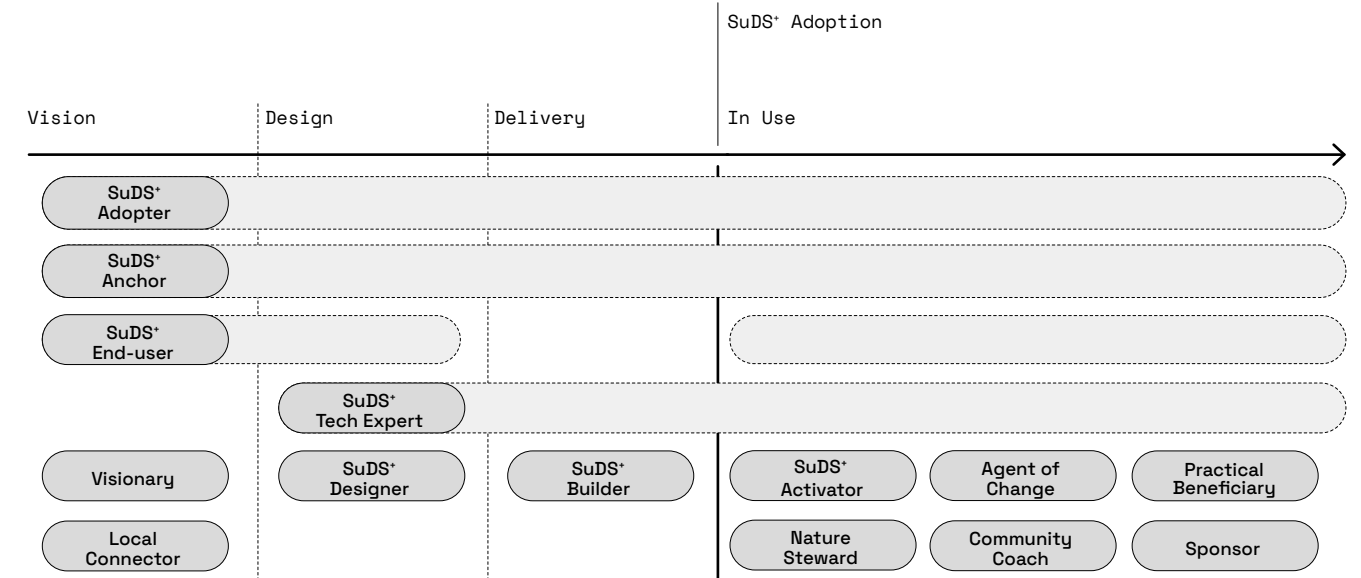 SuDS⁺ Adoption
Vision
Design
Delivery
In Use
SuDS⁺
Adopter
SuDS⁺
Anchor
SuDS⁺
End-user
SuDS⁺
Tech Expert
Visionary
SuDS⁺
Designer
SuDS⁺
Builder
SuDS⁺
Activator
Agent of
Change
Practical
Beneficiary
Local
Connector
Nature
Steward
Community
Coach
Sponsor